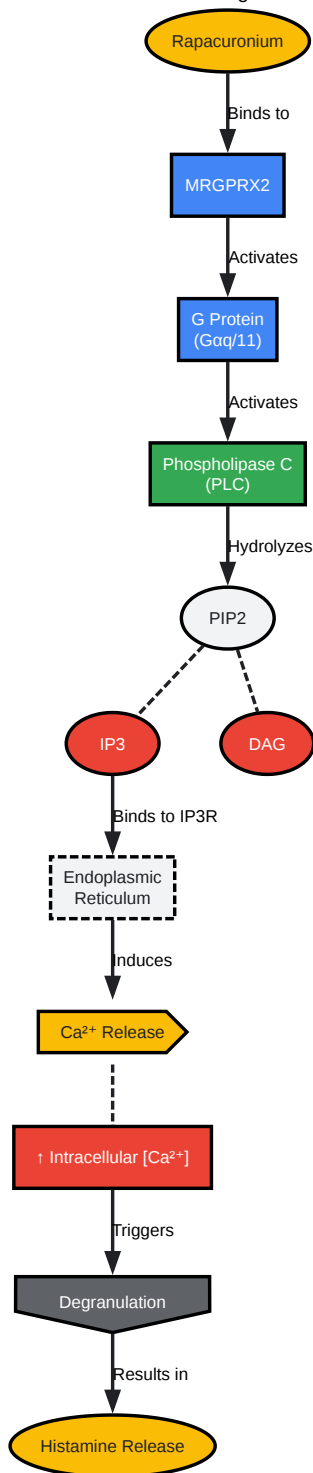 Rapacuronium
Binds to
MRGPRX2
Activates
G Protein
(Gαq/11)
Activates
Phospholipase C
(PLC)
Hydrolyzes
PIP2
IP3
DAG
Binds to IP3R
Endoplasmic
Reticulum
Induces
Ca²⁺ Release
↑ Intracellular [Ca²⁺]
Triggers
Degranulation
Results in
Histamine Release